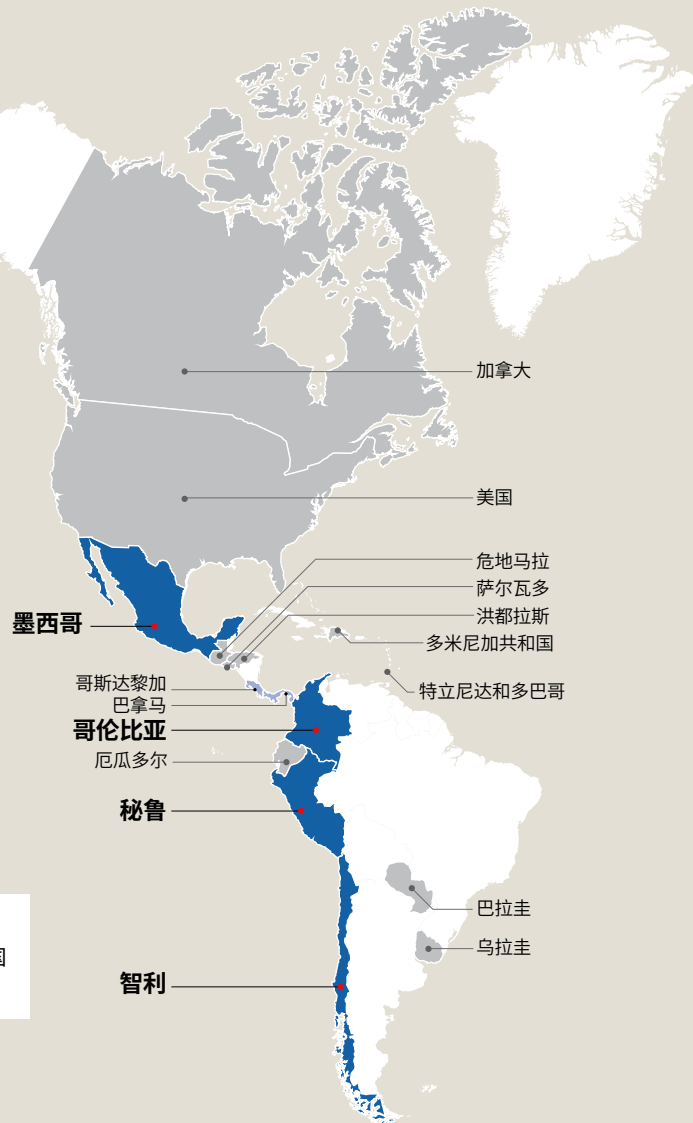 加拿大
美国
危地马拉
萨尔瓦多
墨西哥
洪都拉斯
多米尼加共和国
哥斯达黎加
特立尼达和多巴哥
巴拿马
哥伦比亚
厄瓜多尔
秘鲁
巴拉圭
乌拉圭
国
智利